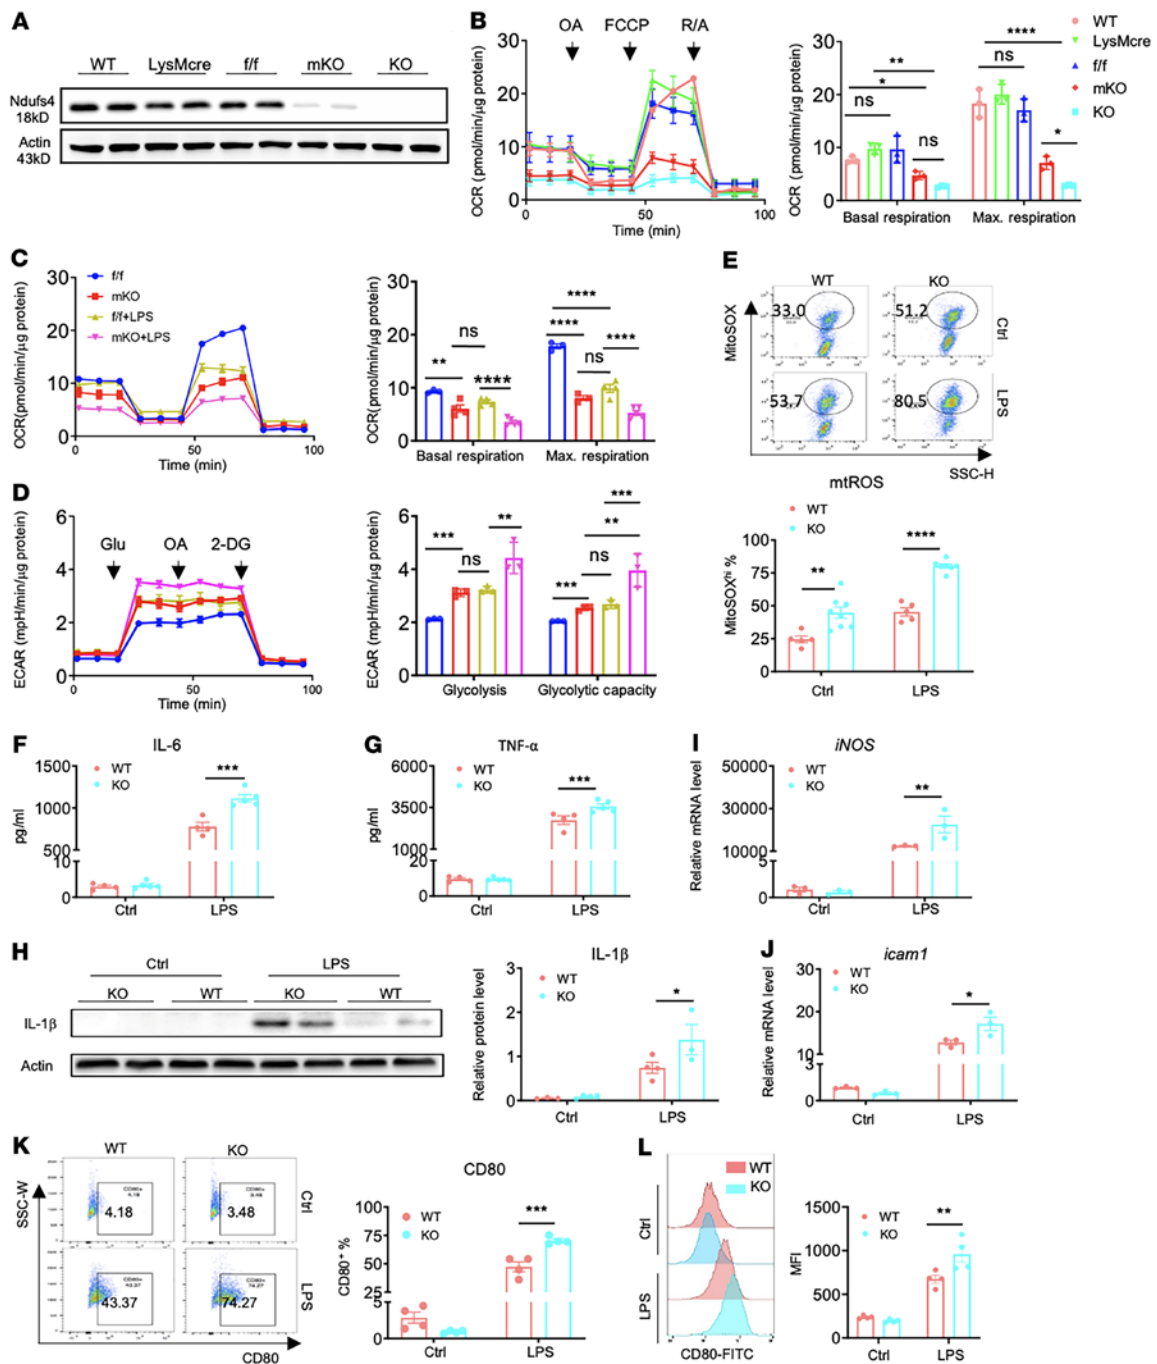 A
WT LysMcre f/f mKO KO
Ndufs4
18kD
Actin
43kD
B
OA FCCP R/A
OCR (pmol/min/μg protein)
30
20
10
0
0 50 100
Time (min)
OCR (pmol/min/μg protein)
30
20
10
0
ns * ** ns
ns **** *
Basal respiration Max. respiration
WT
LysMcre
f/f
mKO
KO
C
OCR(pmol/min/μg protein)
30
20
10
0
f/f
mKO
f/f+LPS
mKO+LPS
0 50 100
Time (min)
OCR(pmol/min/μg protein)
30
20
10
0
** ns ****
**** **** ns ****
Basal respiration Max. respiration
D
Glu OA 2-DG
ECAR (mpH/min/μg protein)
6
4
2
0
0 50 100
Time (min)
ECAR (mpH/min/μg protein)
6
4
2
0
*** ns **
*** ns ** ***
Glycolysis Glycolytic capacity
E
WT KO
MitoSOX
33.0 51.2 Ctrl
53.7 80.5 LPS
SSC-H
mtROS
WT
KO
MitoSOXhi %
100
75
50
25
0
** ****
Ctrl LPS
F
IL-6
WT
KO
pg/ml
1500
1000
500
10
0
***
Ctrl LPS
G
TNF-α
WT
KO
pg/ml
6000
3500
1000
20
0
***
Ctrl LPS
I
iNOS
WT
KO
Relative mRNA level
50000
30000
10000
5
0
**
Ctrl LPS
H
Ctrl LPS
KO WT KO WT
IL-1β
Actin
IL-1β
WT
KO
Relative protein level
3
2
1
0
*
Ctrl LPS
J
icam1
WT
KO
Relative mRNA level
30
20
10
3
0
*
Ctrl LPS
K
WT KO
SSC-W
4.18 3.48 Ctrl
43.37 74.27 LPS
CD80
CD80
WT
KO
CD80+ %
100
75
50
25
5
0
***
Ctrl LPS
L
WT
KO
Ctrl
LPS
CD80-FITC
MFI
1500
1000
500
0
WT
KO
**
Ctrl LPS